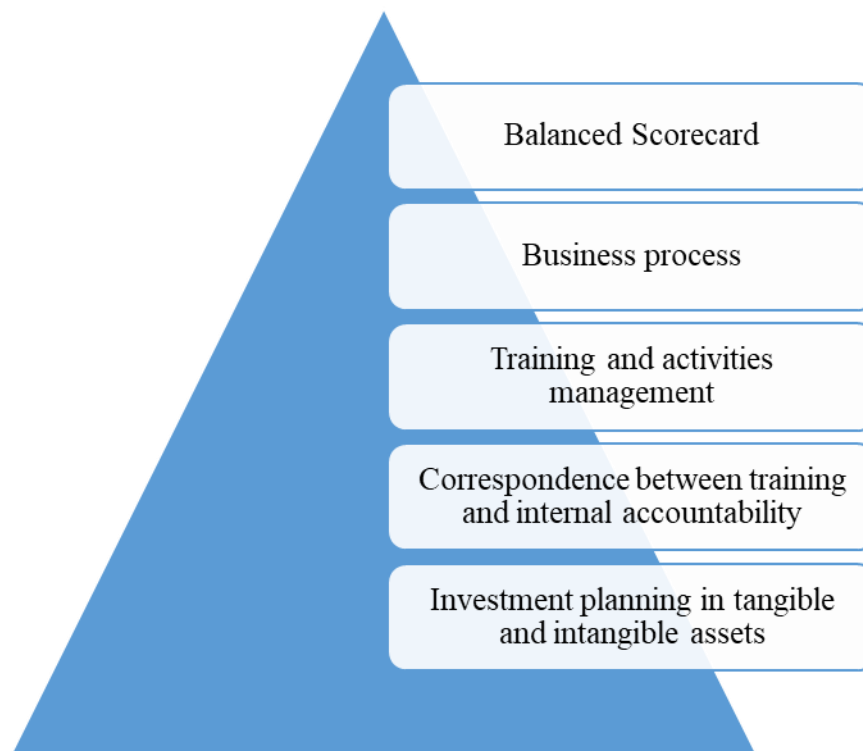 Balanced Scorecard
Business process
Training and activities
management
Correspondence between training
and internal accountability
Investment planning in tangible
and intangible assets